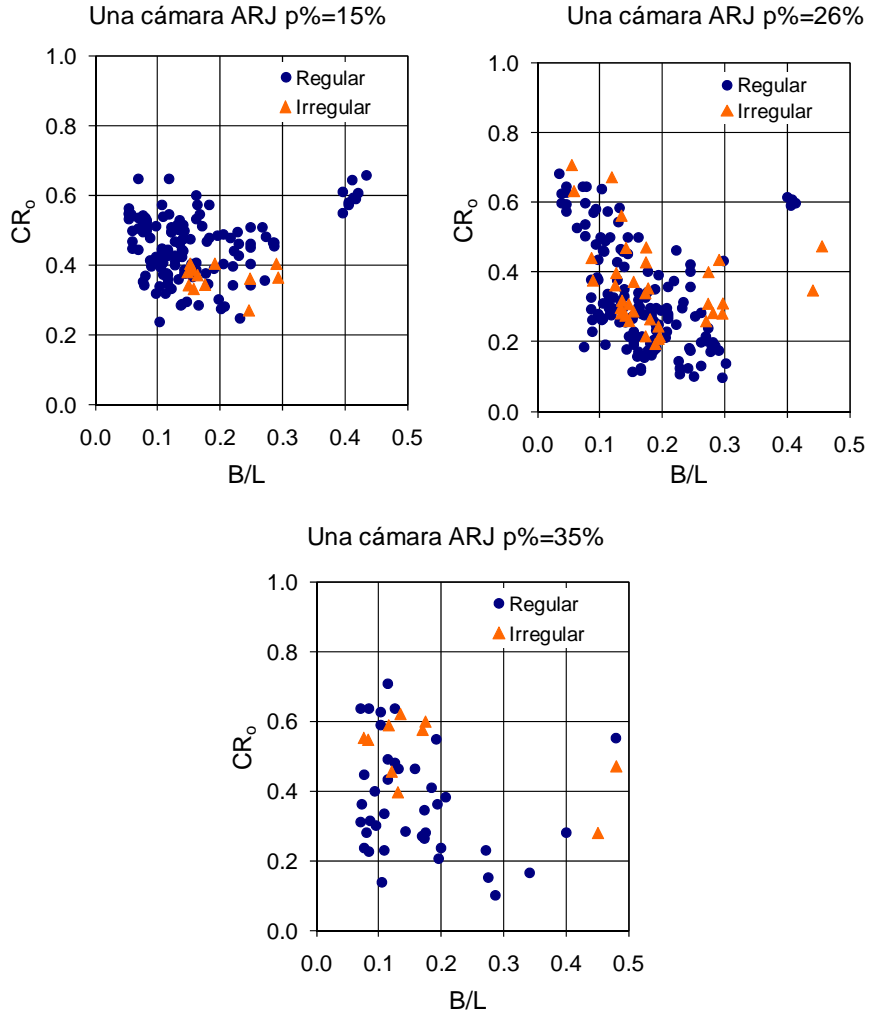 Una cámara ARJ p%=15%
1.0
0.8
0.6
0.4
0.2
0.0
CRo
Regular
Irregular
0.0 0.1 0.2 0.3 0.4 0.5
B/L
Una cámara ARJ p%=26%
1.0
0.8
0.6
0.4
0.2
0.0
CRo
Regular
Irregular
0.0 0.1 0.2 0.3 0.4 0.5
B/L
Una cámara ARJ p%=35%
1.0
0.8
0.6
0.4
0.2
0.0
CRo
Regular
Irregular
0.0 0.1 0.2 0.3 0.4 0.5
B/L